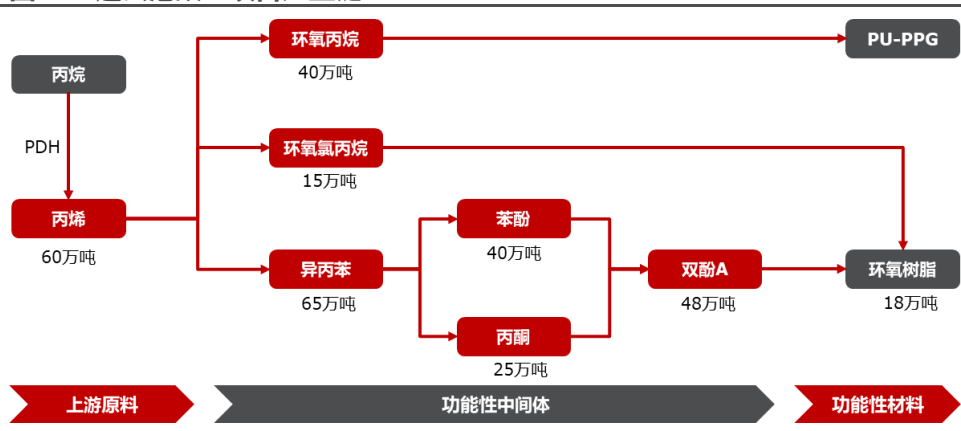 丙烷
PDH
丙烯
60万吨
环氧丙烷
40万吨
PU-PPG
环氧氯丙烷
15万吨
异丙苯
65万吨
苯酚
40万吨
丙酮
25万吨
双酚A
48万吨
环氧树脂
18万吨
上游原料
功能性中间体
功能性材料